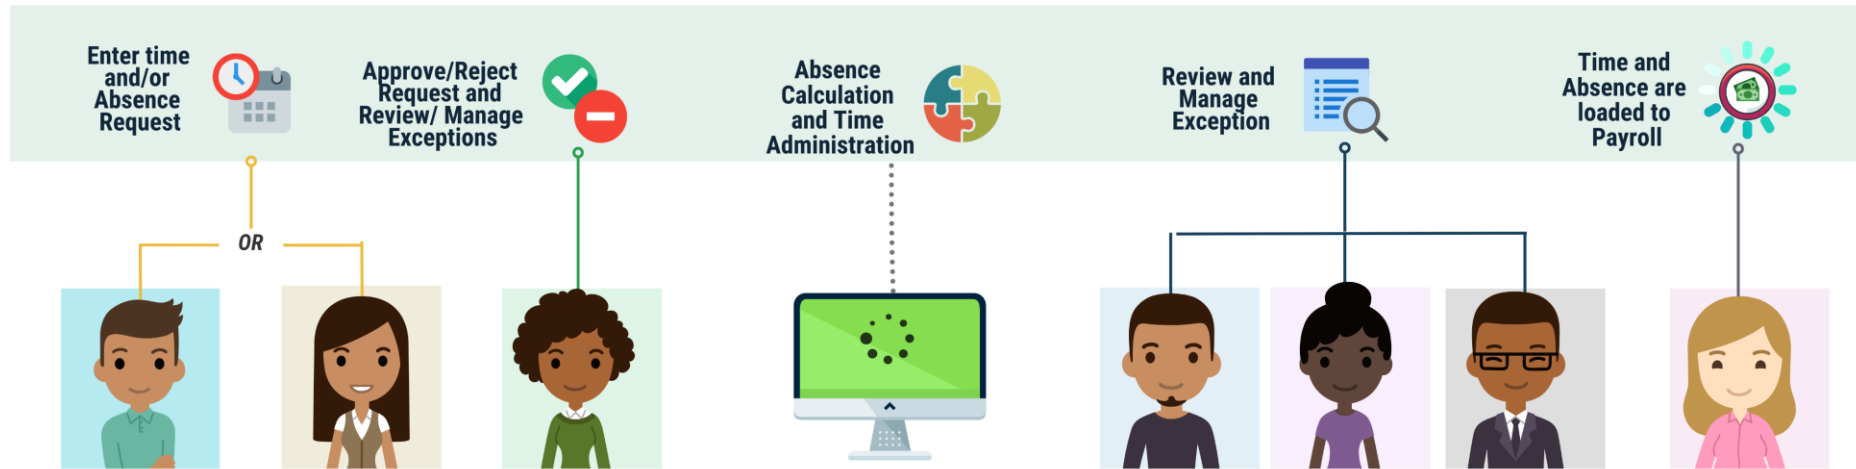 Enter time
and/or
Absence
Request
Approve/Reject
Request and
Review/ Manage
Exceptions
Absence
Calculation
and Time
Administration
Review and
Manage
Exception
Time and
Absence are
loaded to
Payroll
OR